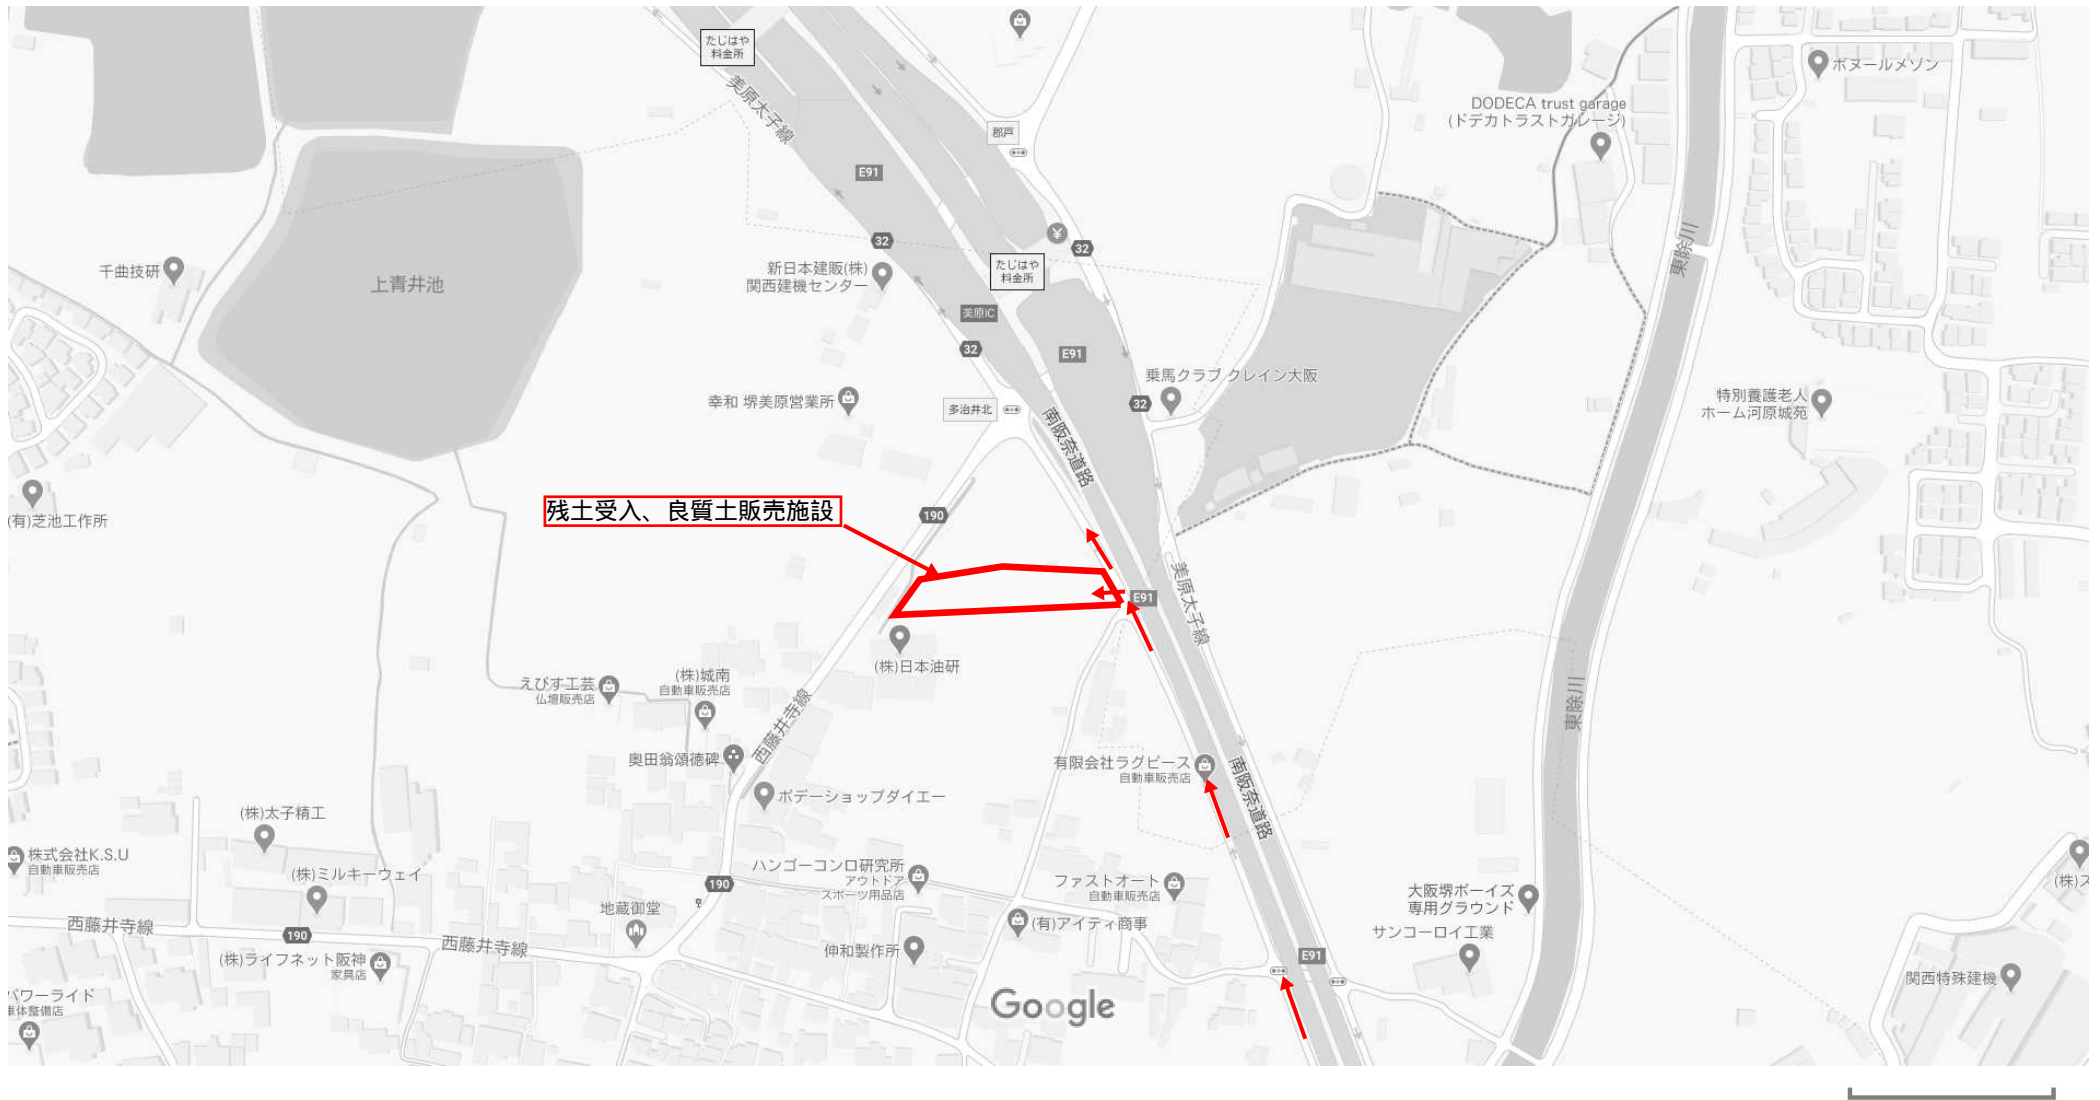 たじはや
料金所
美原太子線
郡戸
ボヌールメゾン
DODECA trust garage
(ドデカトラストガレージ)
E91
32
32
東除川
千曲技研
上青井池
新日本建販(株)
関西建機センター
たじはや
料金所
美原IC
32
E91
乗馬クラブ クレイン大阪
幸和 堺美原営業所
多治井北
32
南阪奈道路
特別養護老人
ホーム河原城苑
(有)芝池工作所
残土受入、良質土販売施設
190
E91
美原太子線
(株)日本油研
えびす工芸
仏壇販売店
(株)城南
自動車販売店
西藤井寺線
東除川
奥田翁頌徳碑
有限会社ラグピース
自動車販売店
南阪奈道路
ボデーショップダイエー
(株)太子精工
株式会社K.S.U
自動車販売店
(株)ミルキーウェイ
ハンゴーコンロ研究所
アウトドア
スポーツ用品店
190
ファストオート
自動車販売店
大阪堺ボーイズ
専用グラウンド
(株)ス
地蔵御堂
西藤井寺線
190
西藤井寺線
(有)アイティ商事
サンコーロイ工業
伸和製作所
E91
(株)ライフネット阪神
家具店
関西特殊建機
パワーライド
車体整備店
Google